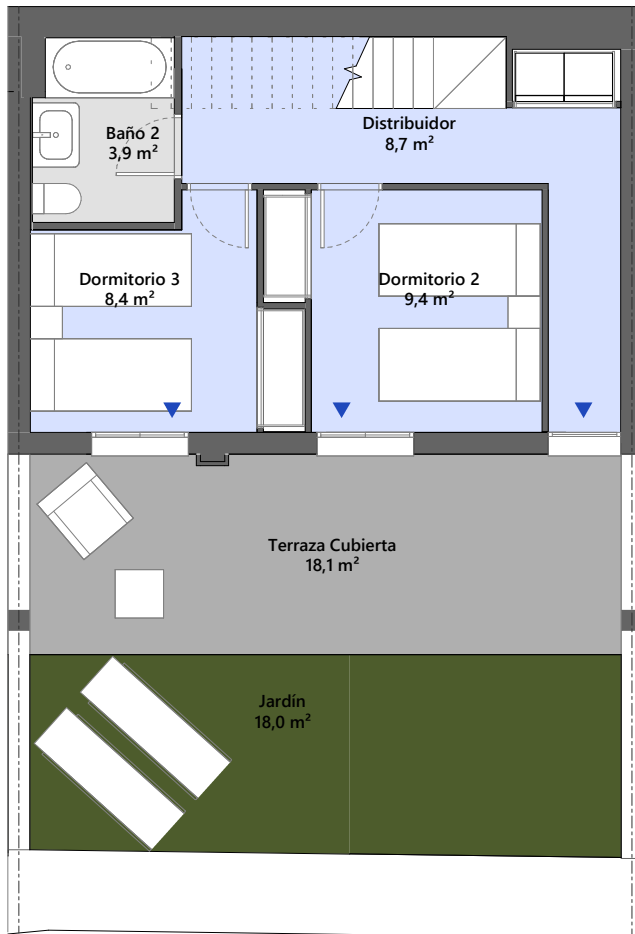 Distribuidor
8,7 m²
Baño 2
3,9 m²
Dormitorio 3
8,4 m²
Dormitorio 2
9,4 m²
Terraza Cubierta
18,1 m²
Jardín
18,0 m²